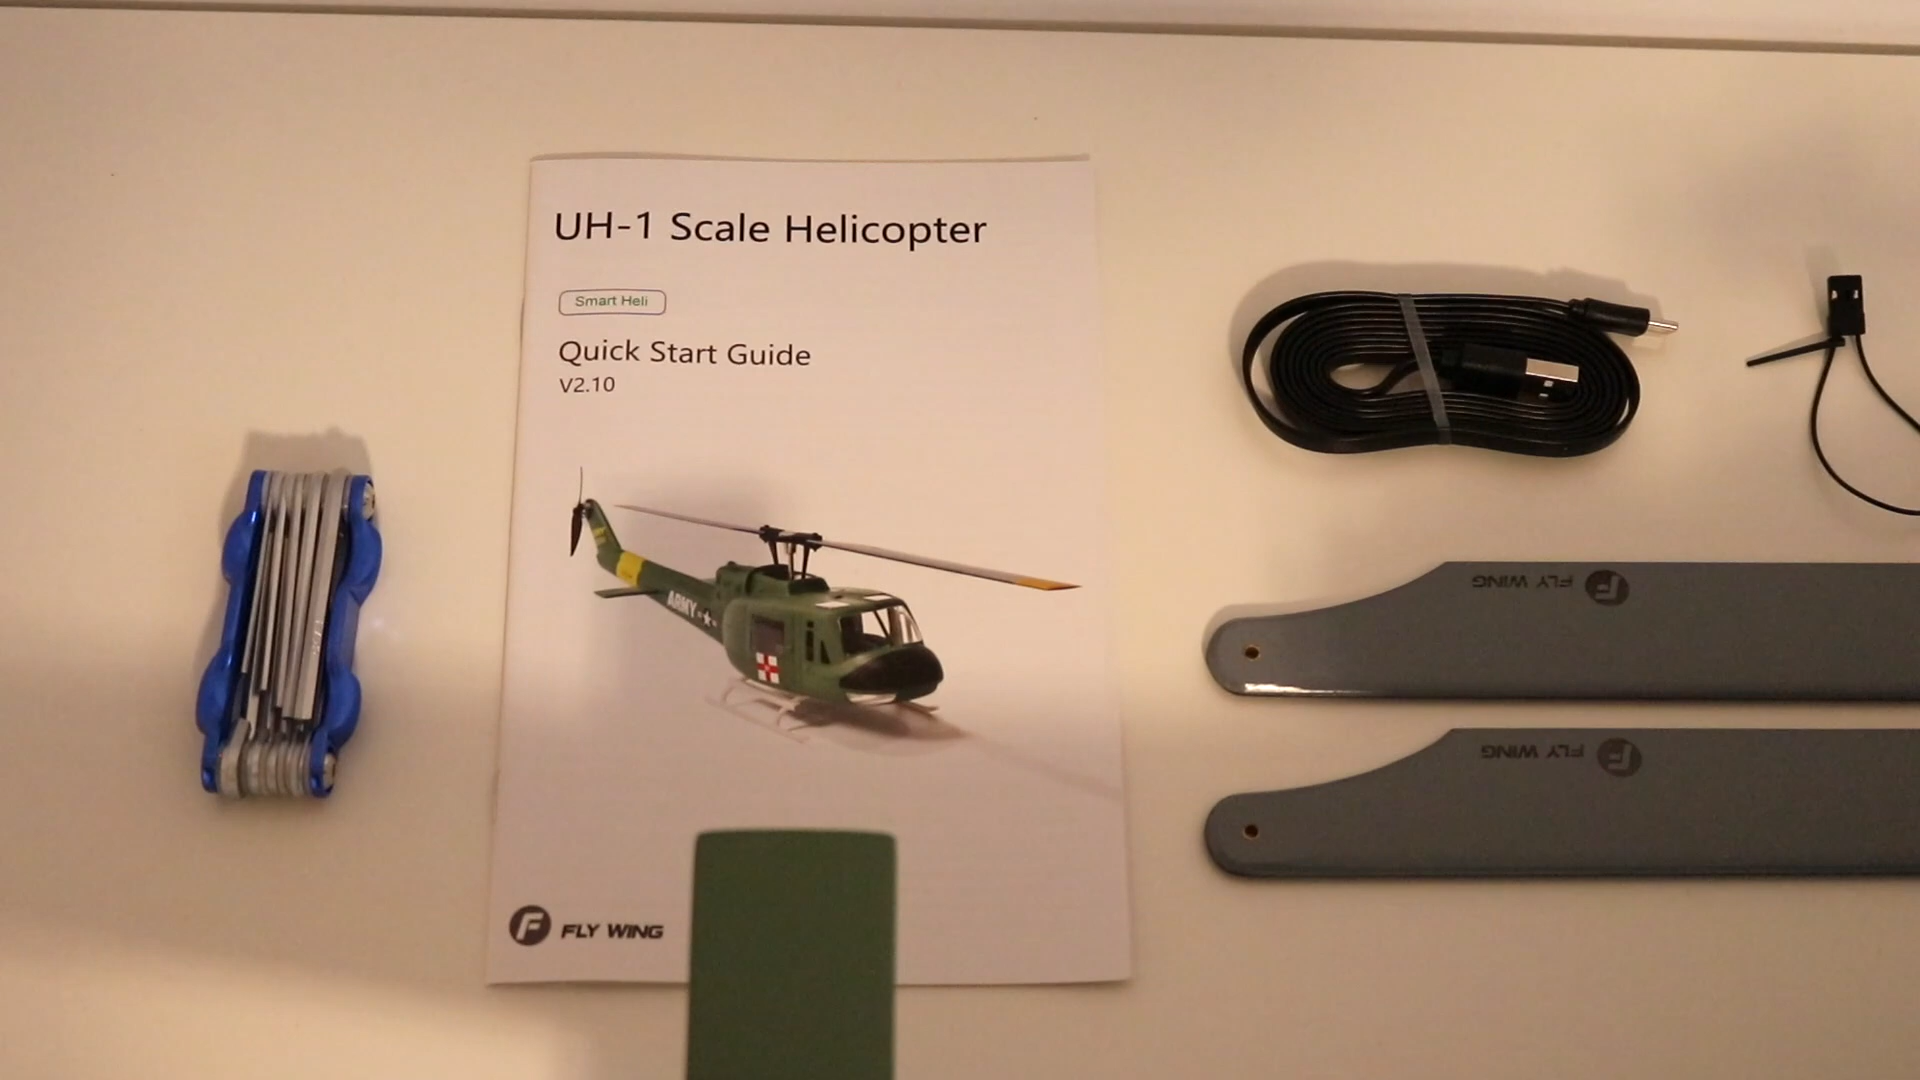 UH-1 Scale Helicopter
Smart Heli
Quick Start Guide
V2.10
ARMY
FLY WING
FLY WING
FLY WING